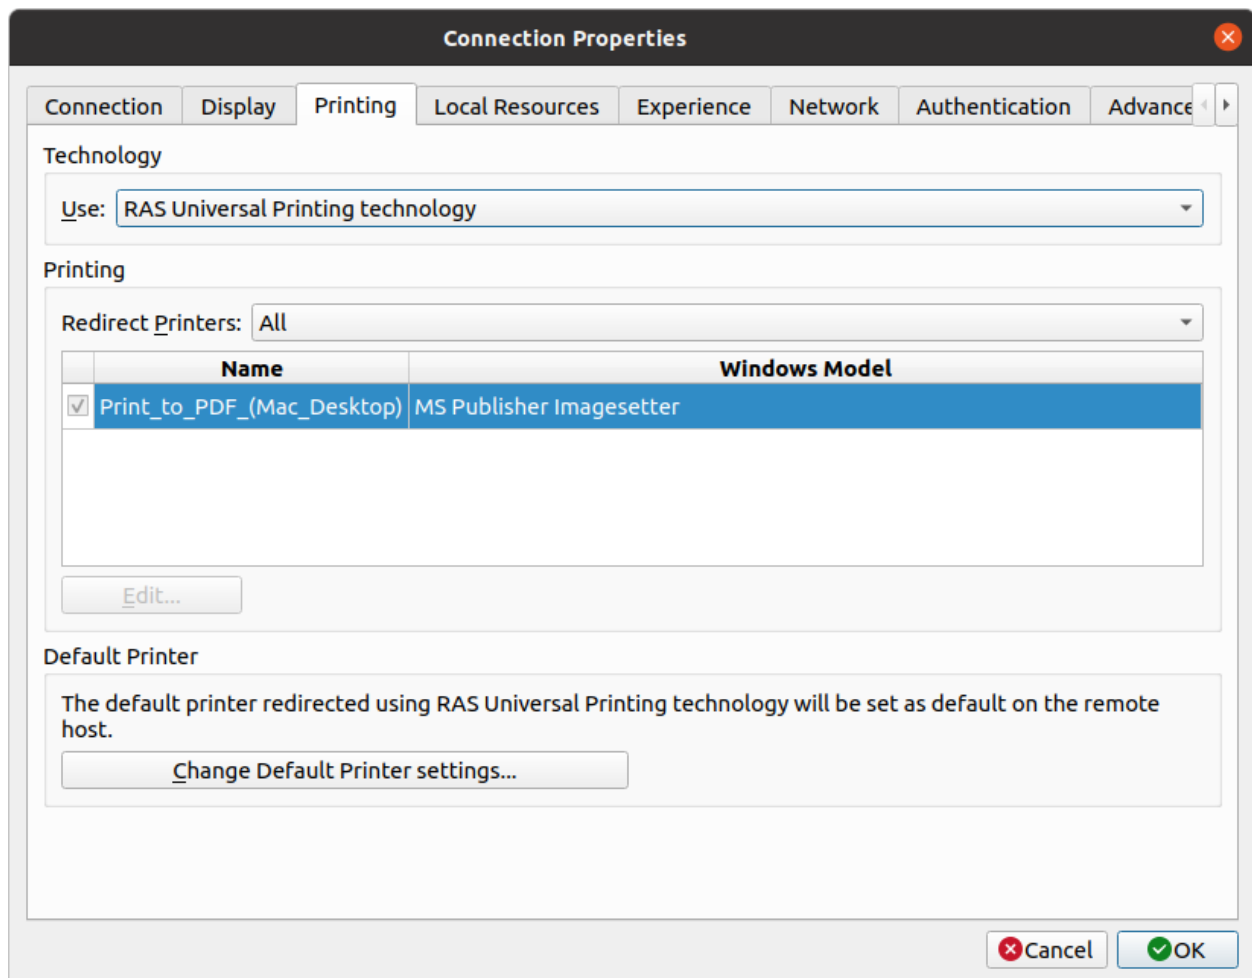 Connection Properties
Connection Display Printing Local Resources Experience Network Authentication Advance
Technology
Use: RAS Universal Printing technology
Printing
Redirect Printers: All
Name Windows Model
Print_to_PDF_(Mac_Desktop) MS Publisher Imagesetter
Edit...
Default Printer
The default printer redirected using RAS Universal Printing technology will be set as default on the remote
host.
Change Default Printer settings...
Cancel OK